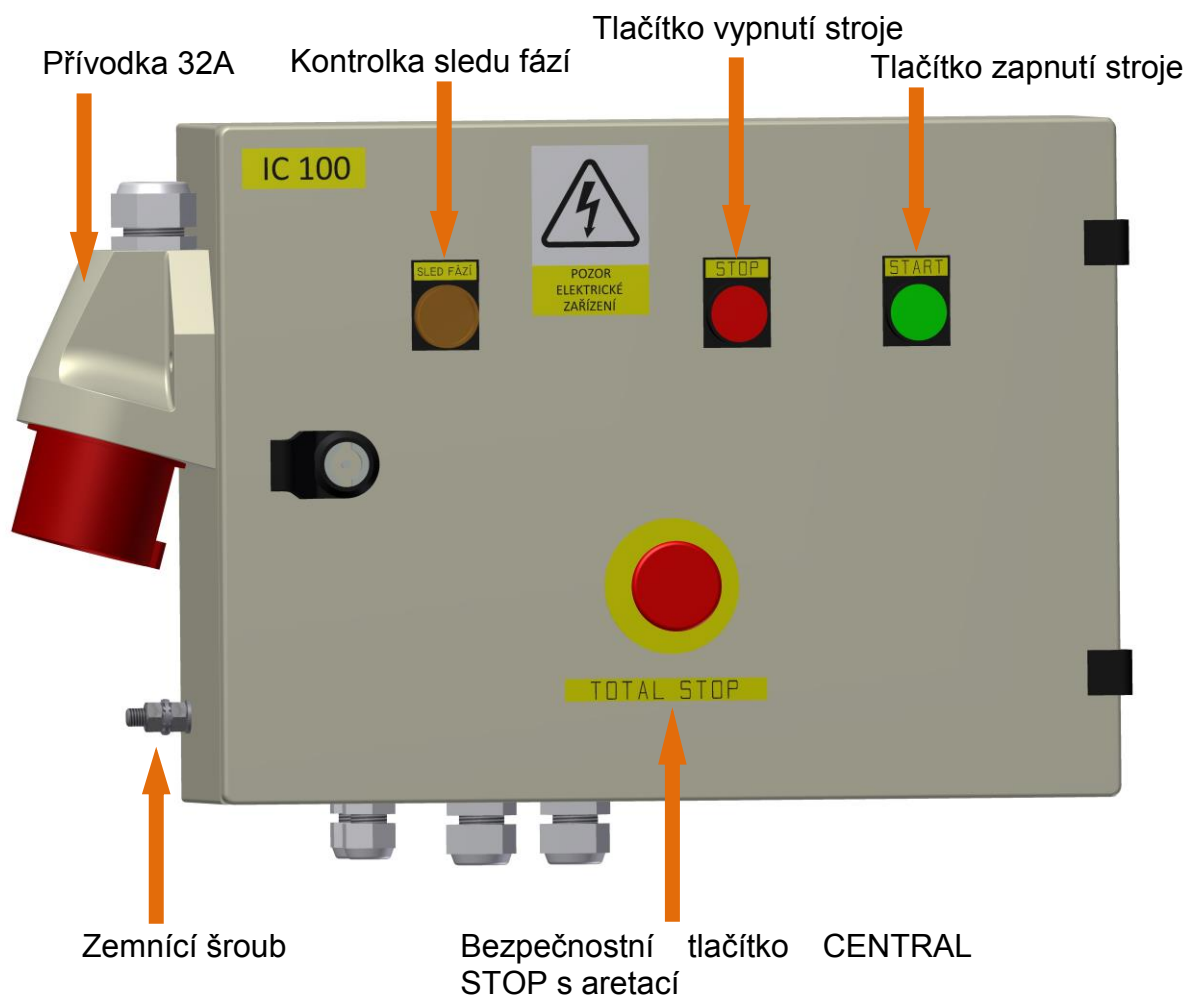 Tlačítko vypnutí stroje
Přívodka 32A
Kontrolka sledu fází
Tlačítko zapnutí stroje
IC 100
SLED FÁZÍ
POZOR
ELEKTRICKÉ
ZAŘÍZENÍ
STOP
START
TOTAL STOP
Zemnící šroub
Bezpečnostní tlačítko CENTRAL
STOP s aretací